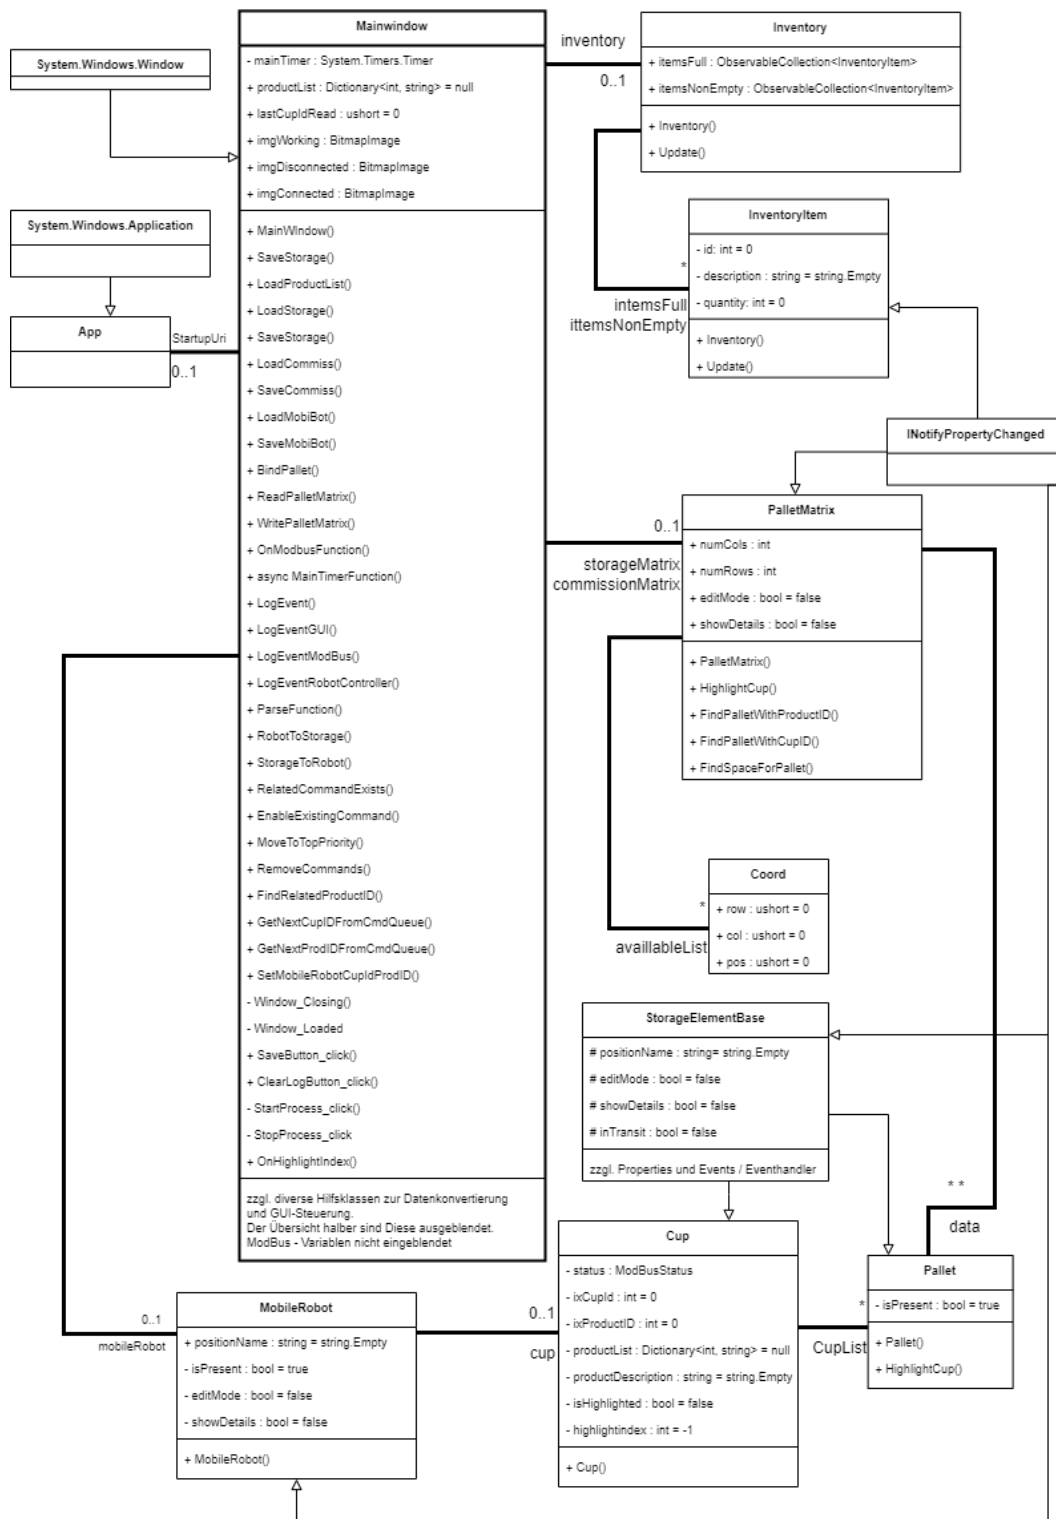 System.Windows.Window
System.Windows.Application
App
StartupUri
0..1
Mainwindow
- mainTimer : System.Timers.Timer
+ productList : Dictionary<int, string> = null
+ lastCupIdRead : ushort = 0
+ imgWorking : BitmapImage
+ imgDisconnected : BitmapImage
+ imgConnected : BitmapImage
+ MainWIndow()
+ SaveStorage()
+ LoadProductList()
+ LoadStorage()
+ SaveStorage()
+ LoadCommiss()
+ SaveCommiss()
+ LoadMobiBot()
+ SaveMobiBot()
+ BindPallet()
+ ReadPalletMatrix()
+ WritePalletMatrix()
+ OnModbusFunction()
+ async MainTimerFunction()
+ LogEvent()
+ LogEventGUI()
+ LogEventModBus()
+ LogEventRobotController()
+ ParseFunction()
+ RobotToStorage()
+ StorageToRobot()
+ RelatedCommandExists()
+ EnableExistingCommand()
+ MoveToTopPriority()
+ RemoveCommands()
+ FindRelatedProductID()
+ GetNextCupIDFromCmdQueue()
+ GetNextProdIDFromCmdQueue()
+ SetMobileRobotCupIdProdID()
- Window_Closing()
- Window_Loaded
+ SaveButton_click()
+ ClearLogButton_click()
- StartProcess_click()
- StopProcess_click
+ OnHighlightIndex()
zzgl. diverse Hilfsklassen zur Datenkonvertierung
und GUI-Steuerung.
Der Übersicht halber sind Diese ausgeblendet.
ModBus - Variablen nicht eingeblendet
inventory
0..1
Inventory
+ itemsFull : ObservableCollection<InventoryItem>
+ itemsNonEmpty : ObservableCollection<InventoryItem>
+ Inventory()
+ Update()
*
intemsFull
ittemsNonEmpty
InventoryItem
- id: int = 0
- description : string = string.Empty
- quantity: int = 0
+ Inventory()
+ Update()
INotifyPropertyChanged
0..1
storageMatrix
commissionMatrix
PalletMatrix
+ numCols : int
+ numRows : int
+ editMode : bool = false
+ showDetails : bool = false
+ PalletMatrix()
+ HighlightCup()
+ FindPalletWithProductID()
+ FindPalletWithCupID()
+ FindSpaceForPallet()
*
availlableList
Coord
+ row : ushort = 0
+ col : ushort = 0
+ pos : ushort = 0
StorageElementBase
# positionName : string= string.Empty
# editMode : bool = false
# showDetails : bool = false
# inTransit : bool = false
zzgl. Properties und Events / Eventhandler
* *
data
Pallet
- isPresent : bool = true
+ Pallet()
+ HighlightCup()
*
CupList
Cup
- status : ModBusStatus
- ixCupId : int = 0
- ixProductID : int = 0
- productList : Dictionary<int, string> = null
- productDescription : string = string.Empty
- isHighlighted : bool = false
- highlightindex : int = -1
+ Cup()
0..1
cup
0..1
mobileRobot
MobileRobot
+ positionName : string = string.Empty
- isPresent : bool = true
- editMode : bool = false
- showDetails : bool = false
+ MobileRobot()